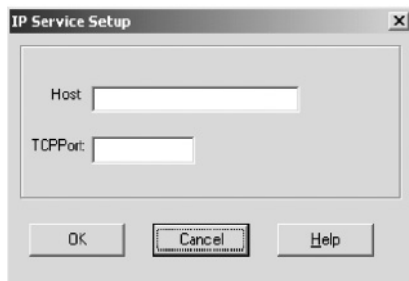 IP Service Setup
Host
TCPPort:
OK
Cancel
Help